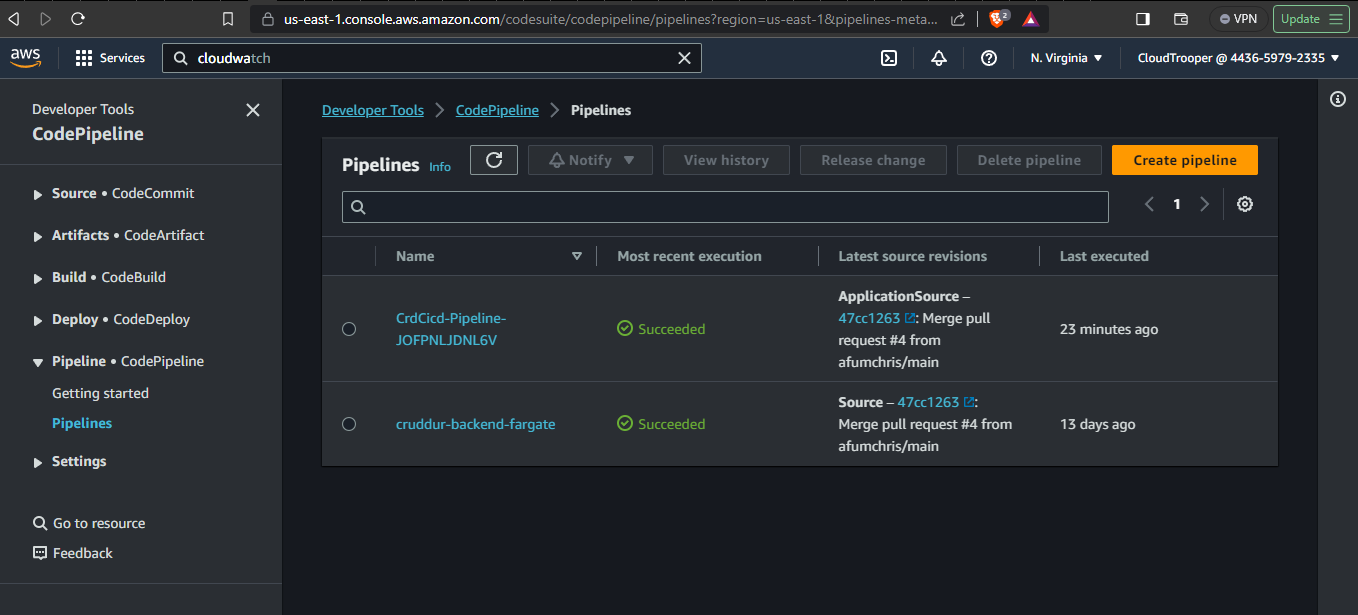 us-east-1.console.aws.amazon.com/codesuite/codepipeline/pipelines?region=us-east-1&pipelines-meta...
2
VPN
Update
aws
Services
cloudwatch
N. Virginia
CloudTrooper @ 4436-5979-2335
Developer Tools
CodePipeline
Source • CodeCommit
Artifacts • CodeArtifact
Build • CodeBuild
Deploy • CodeDeploy
Pipeline • CodePipeline
Getting started
Pipelines
Settings
Go to resource
Feedback
Developer Tools
CodePipeline
Pipelines
Pipelines Info
Notify
View history
Release change
Delete pipeline
Create pipeline
1
Name
Most recent execution
Latest source revisions
Last executed
CrdCicd-Pipeline-
JOFPNLJDNL6V
Succeeded
ApplicationSource –
47cc1263: Merge pull
request #4 from
afumchris/main
23 minutes ago
cruddur-backend-fargate
Succeeded
Source – 47cc1263:
Merge pull request #4 from
afumchris/main
13 days ago